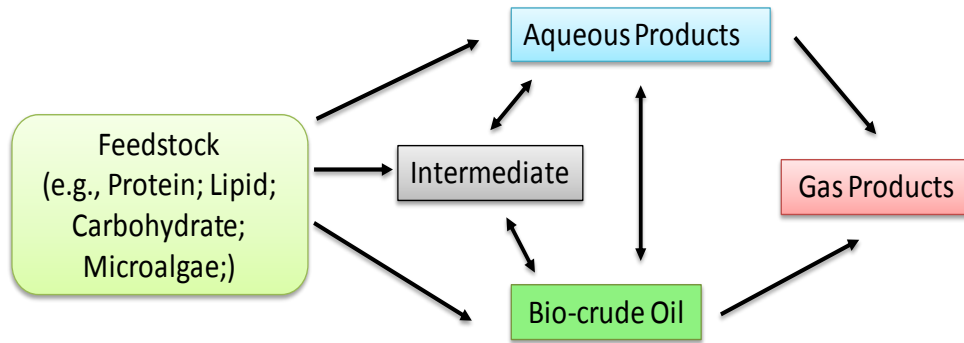 Aqueous Products
Feedstock
(e.g., Protein; Lipid;
Carbohydrate;
Microalgae;)
Intermediate
Gas Products
Bio-crude Oil